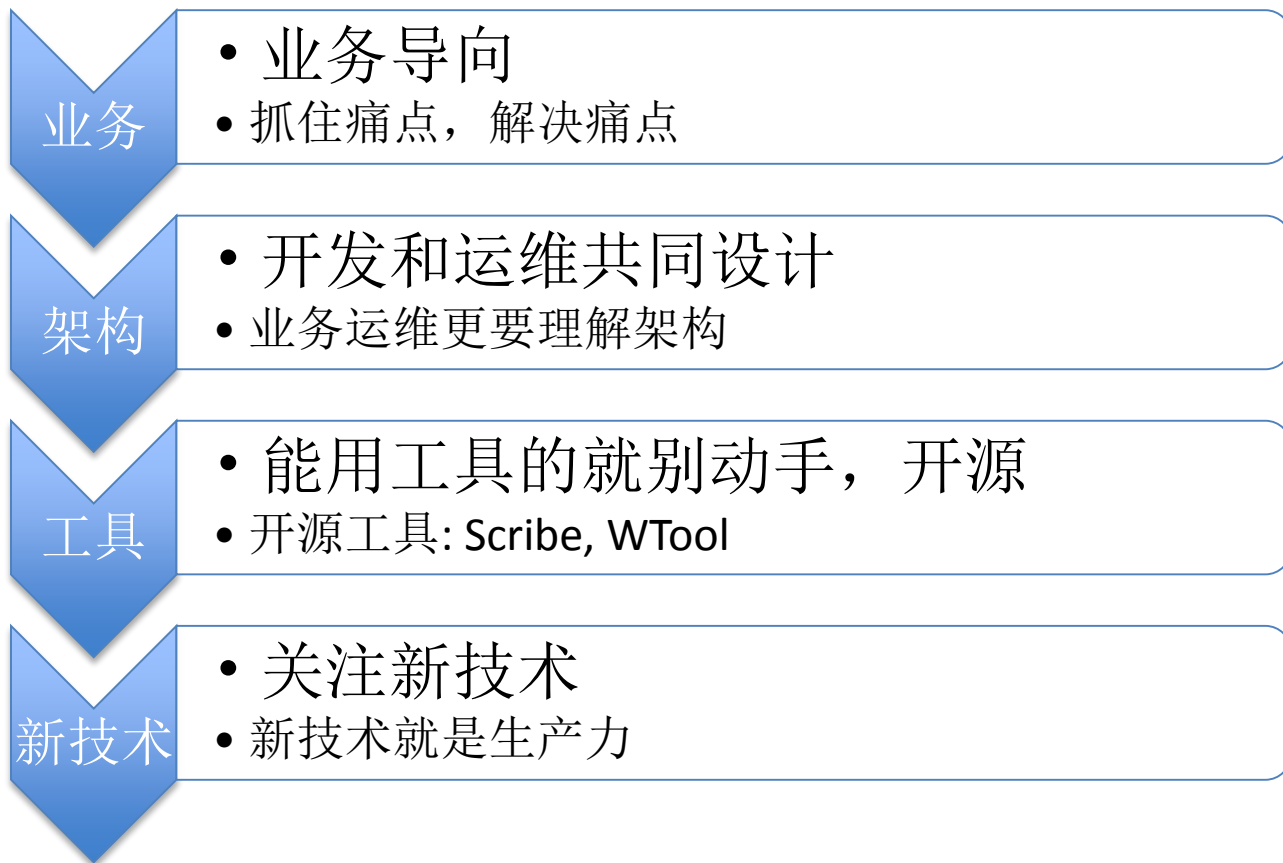 业务
• 业务导向
• 抓住痛点，解决痛点
架构
• 开发和运维共同设计
• 业务运维更要理解架构
工具
• 能用工具的就别动手，开源
• 开源工具: Scribe, WTool
新技术
• 关注新技术
• 新技术就是生产力